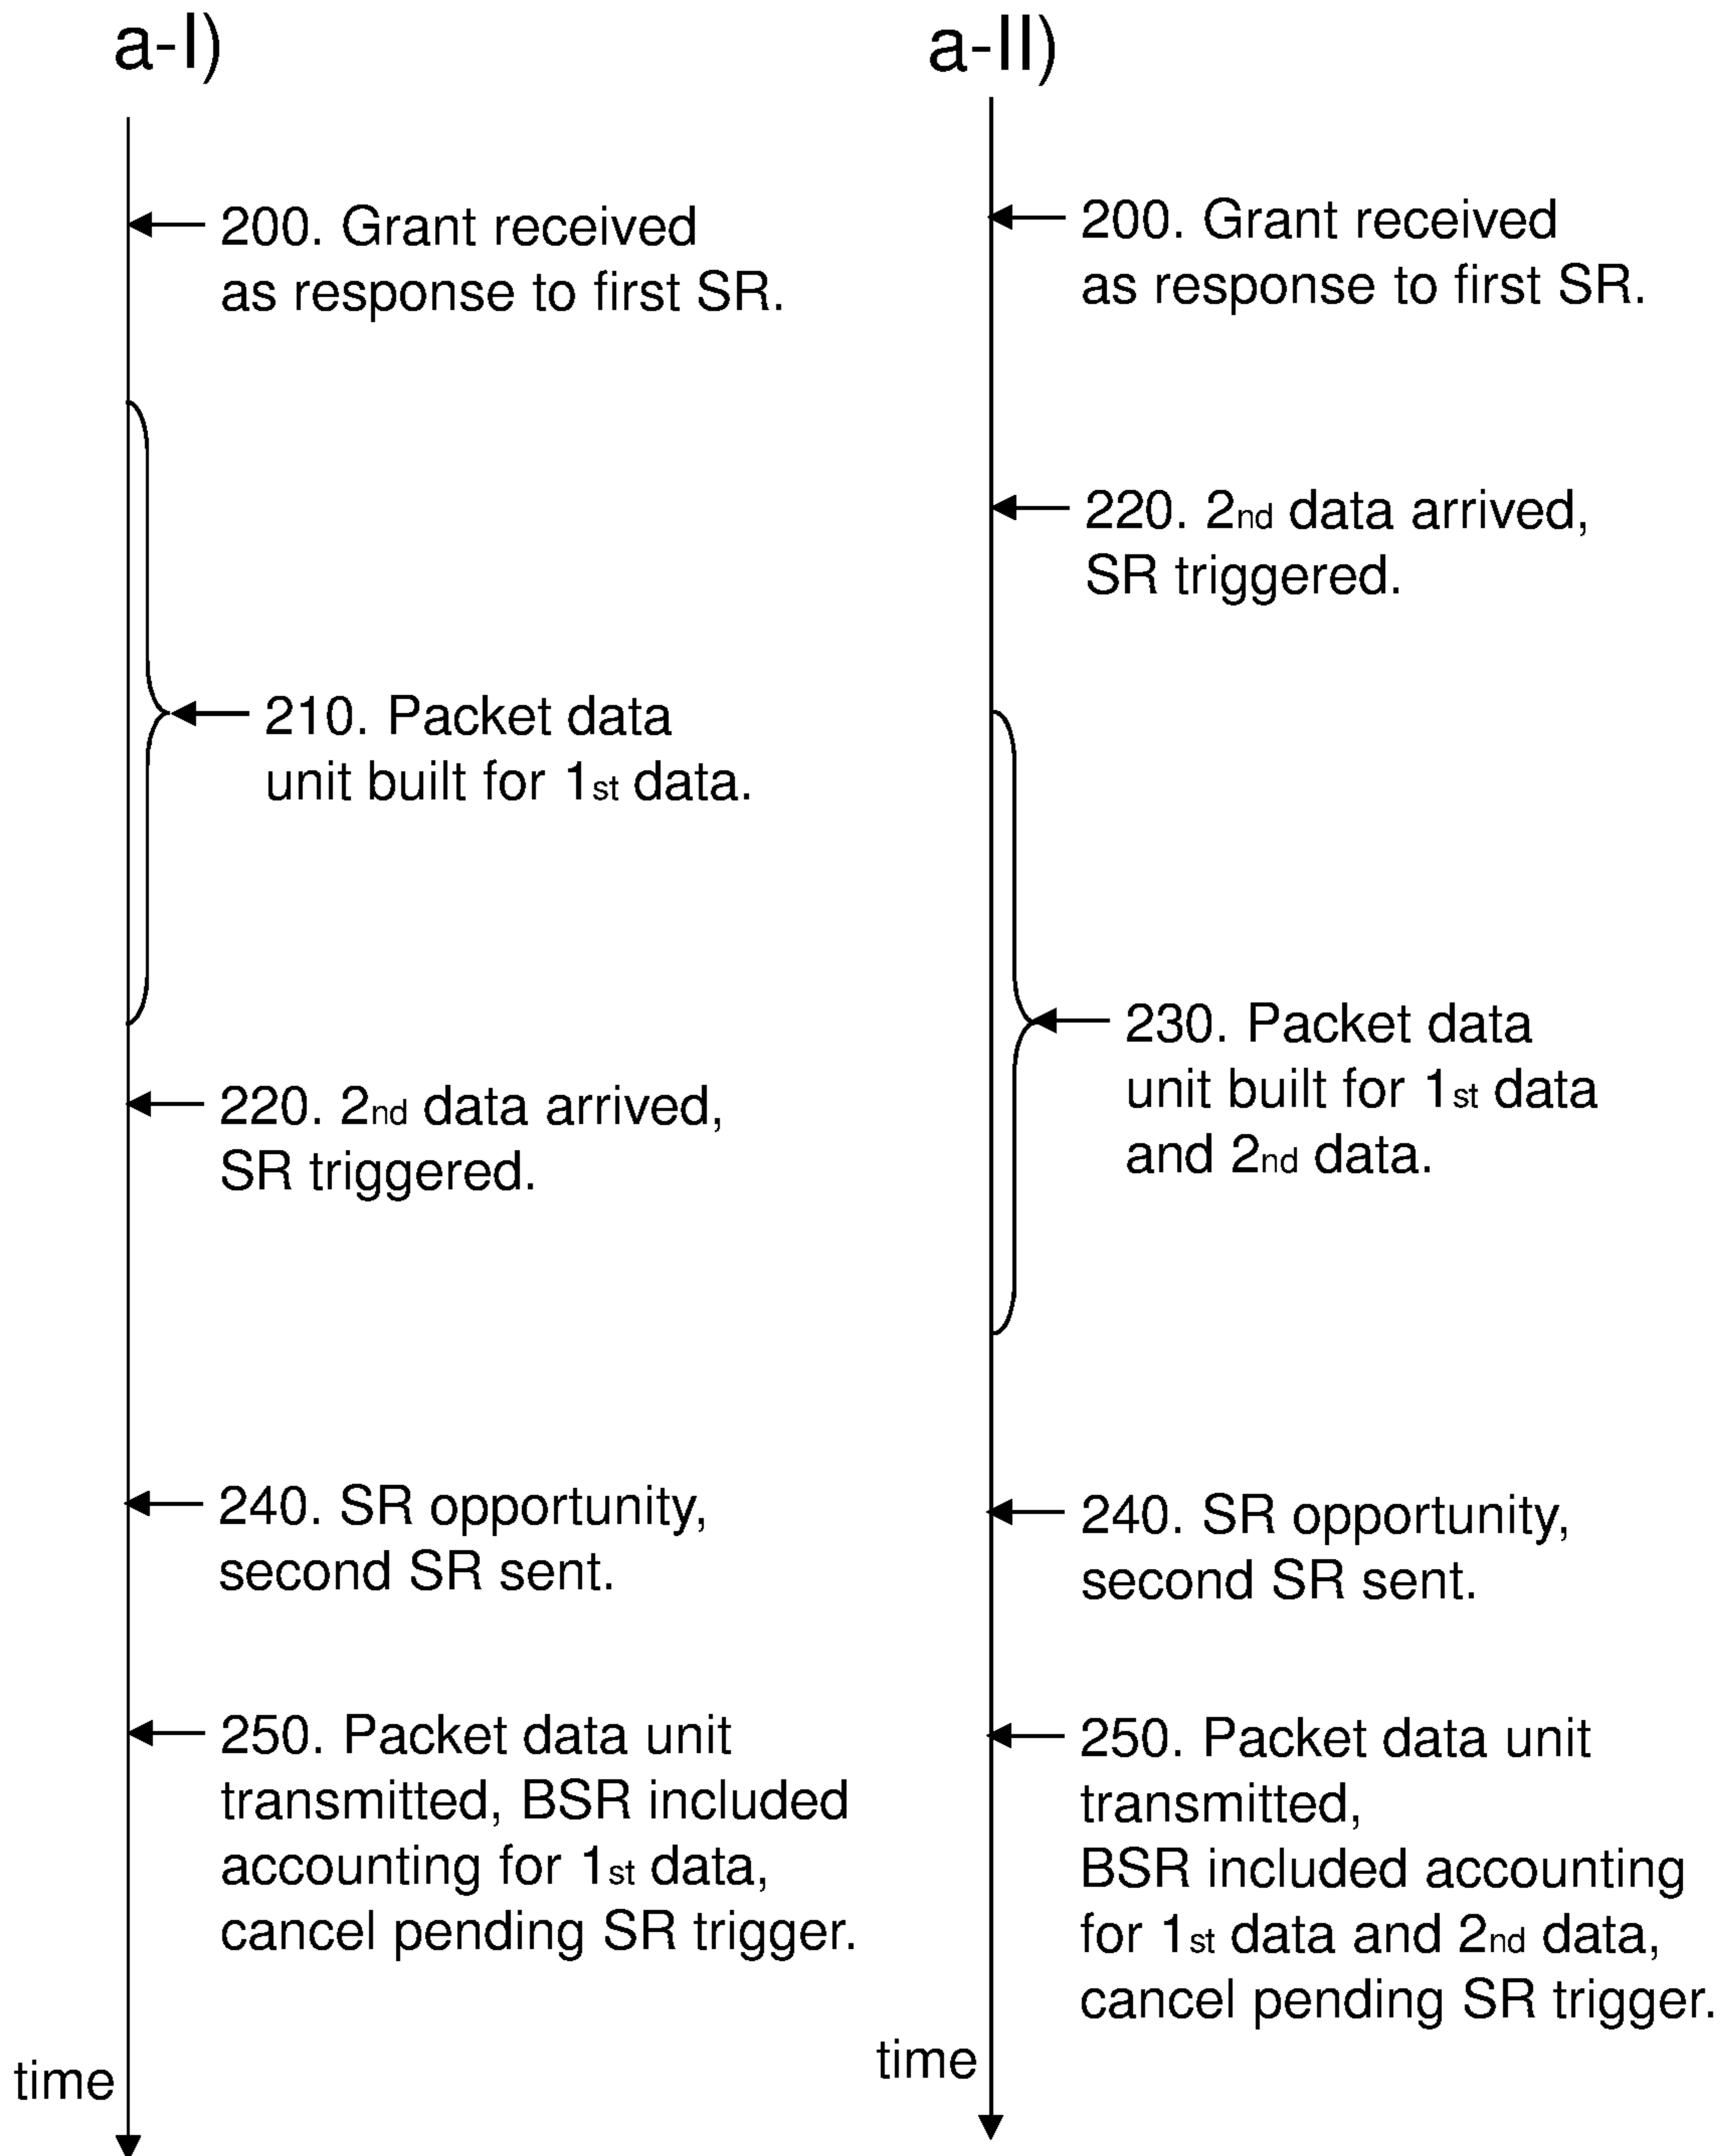 a-I)
200. Grant received
as response to first SR.
210. Packet data
unit built for 1st data.
220. 2nd data arrived,
SR triggered.
240. SR opportunity,
second SR sent.
250. Packet data unit
transmitted, BSR included
accounting for 1st data,
cancel pending SR trigger.
time
a-II)
200. Grant received
as response to first SR.
220. 2nd data arrived,
SR triggered.
230. Packet data
unit built for 1st data
and 2nd data.
240. SR opportunity,
second SR sent.
250. Packet data unit
transmitted,
BSR included accounting
for 1st data and 2nd data,
cancel pending SR trigger.
time